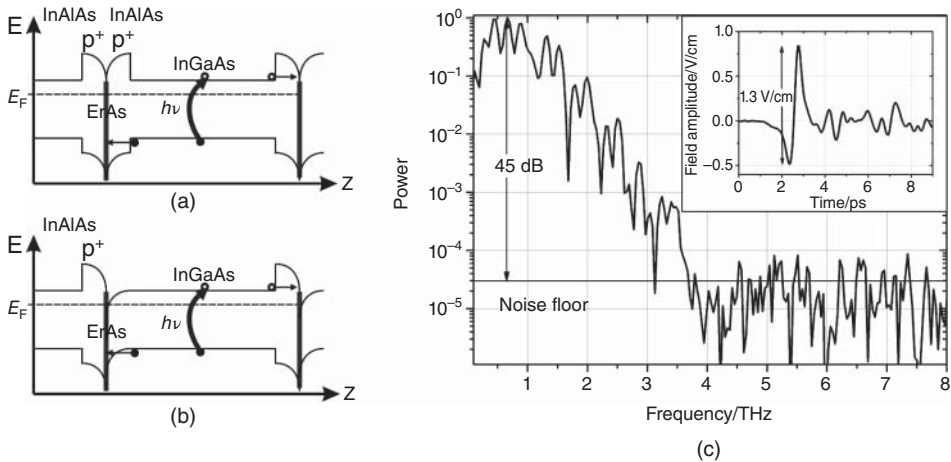 E InAlAs InAlAs
p⁺ p⁺
InGaAs
E_F
ErAs
hν
Z
(a)
InAlAs
E p⁺
InGaAs
E_F
ErAs
hν
Z
(b)
10⁰
10⁻¹
10⁻²
10⁻³
10⁻⁴
10⁻⁵
Power
45 dB
Noise floor
1 2 3 4 5 6 7 8
Frequency/THz
(c)
Field amplitude/V/cm
1.0
0.5
0.0
–0.5
1.3 V/cm
0 2 4 6 8
Time/ps